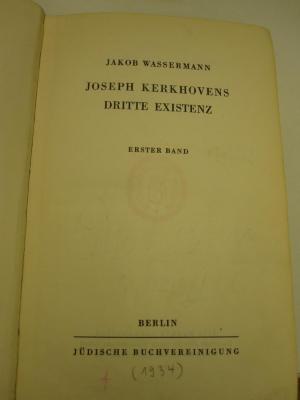 JAKOB WASSERMANN
JOSEPH KERKHOVENS
DRITTE EXISTENZ
ERSTER BAND
BERLIN
JÜDISCHE BUCHVEREINIGUNG
(1934)